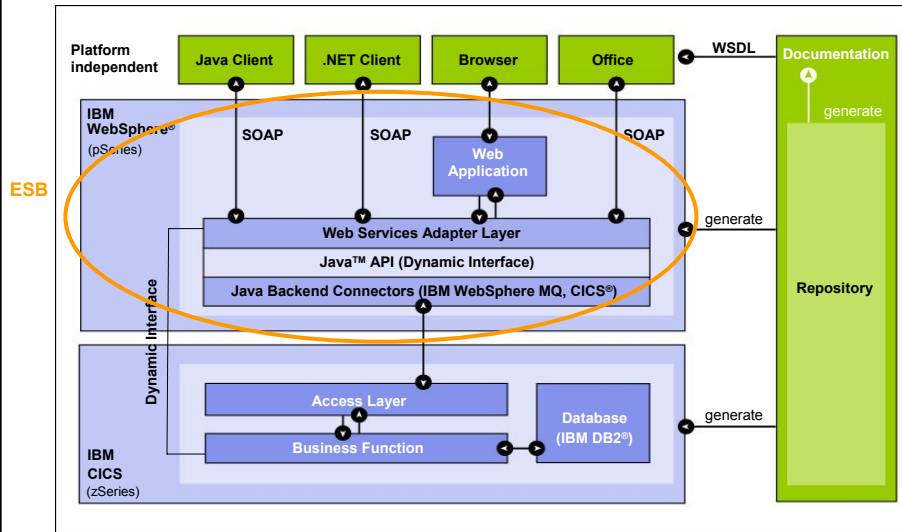 Platform
independent
Java Client
.NET Client
Browser
Office
WSDL
Documentation
generate
IBM
WebSphere®
(pSeries)
SOAP
SOAP
SOAP
Web
Application
ESB
generate
Web Services Adapter Layer
Java™ API (Dynamic Interface)
Java Backend Connectors (IBM WebSphere MQ, CICS®)
Repository
Dynamic Interface
Access Layer
Business Function
Database
(IBM DB2®)
generate
IBM
CICS
(zSeries)